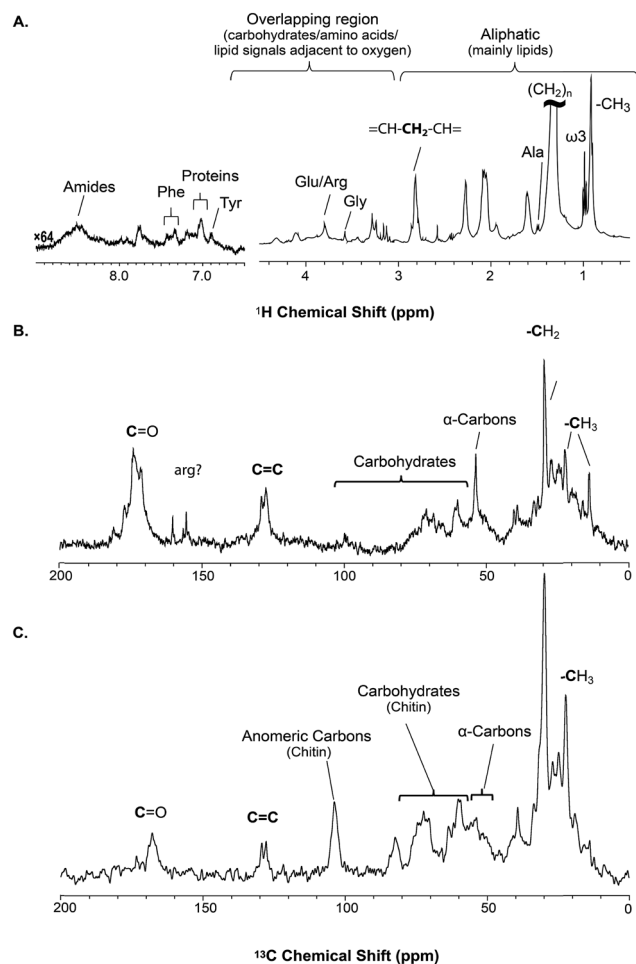 A.
Overlapping region
(carbohydrates/amino acids/
lipid signals adjacent to oxygen)
Aliphatic
(mainly lipids)
(CH2)n
-CH3
=CH-CH2-CH=
ω3
Ala
Glu/Arg
Gly
Amides
Phe
Proteins
Tyr
×64
8.0
7.0
4
3
2
1
1H Chemical Shift (ppm)
B.
-CH2
C=O
arg?
C=C
Carbohydrates
α-Carbons
-CH3
200
150
100
50
0
C.
C=O
C=C
Anomeric Carbons
(Chitin)
Carbohydrates
(Chitin)
α-Carbons
-CH3
200
150
100
50
0
13C Chemical Shift (ppm)